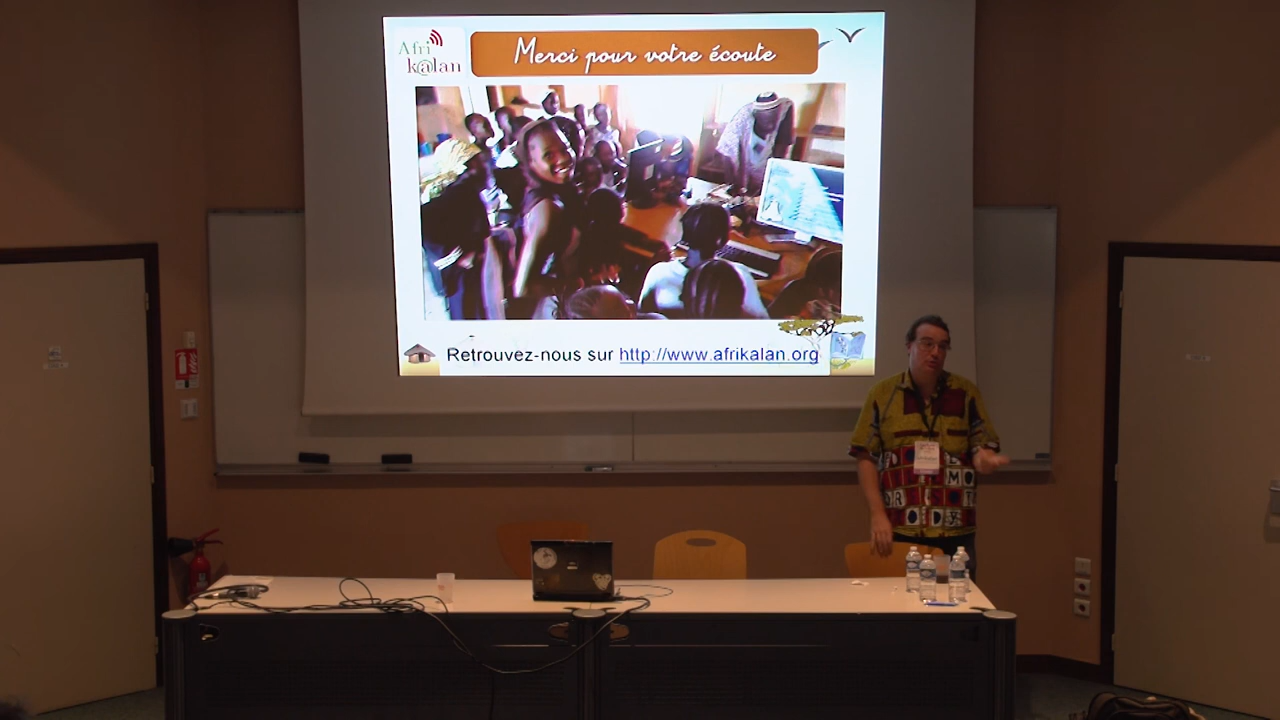 Afri
k@lan
Merci pour votre écoute
Retrouvez-nous sur http://www.afrikalan.org